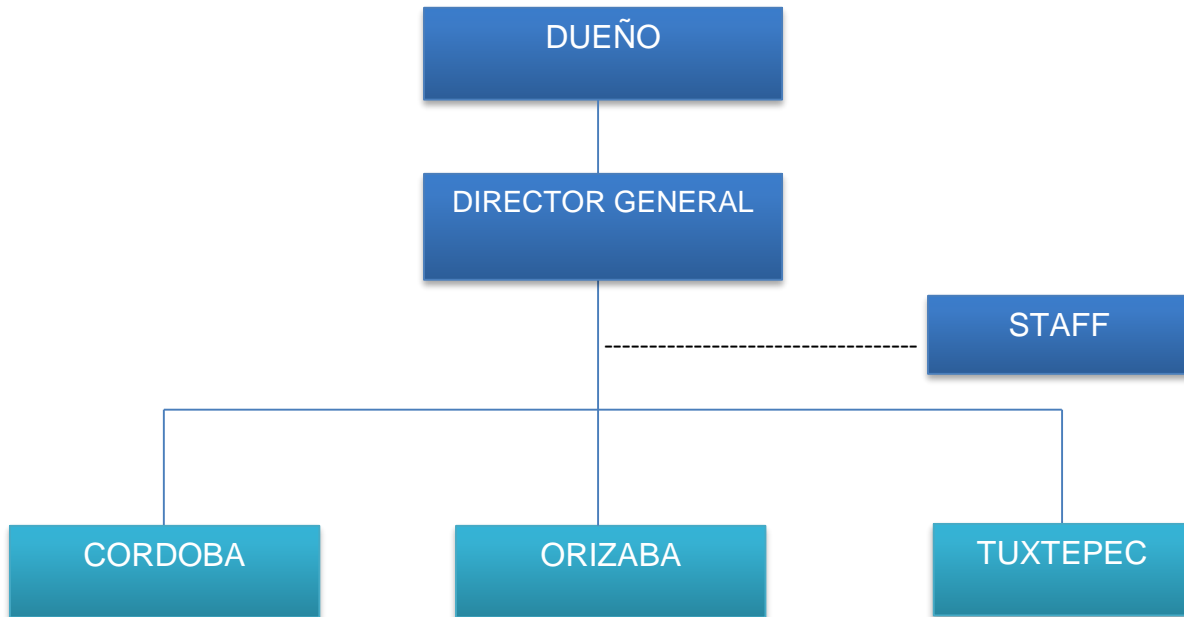 DUEÑO
DIRECTOR GENERAL
STAFF
CORDOBA
ORIZABA
TUXTEPEC